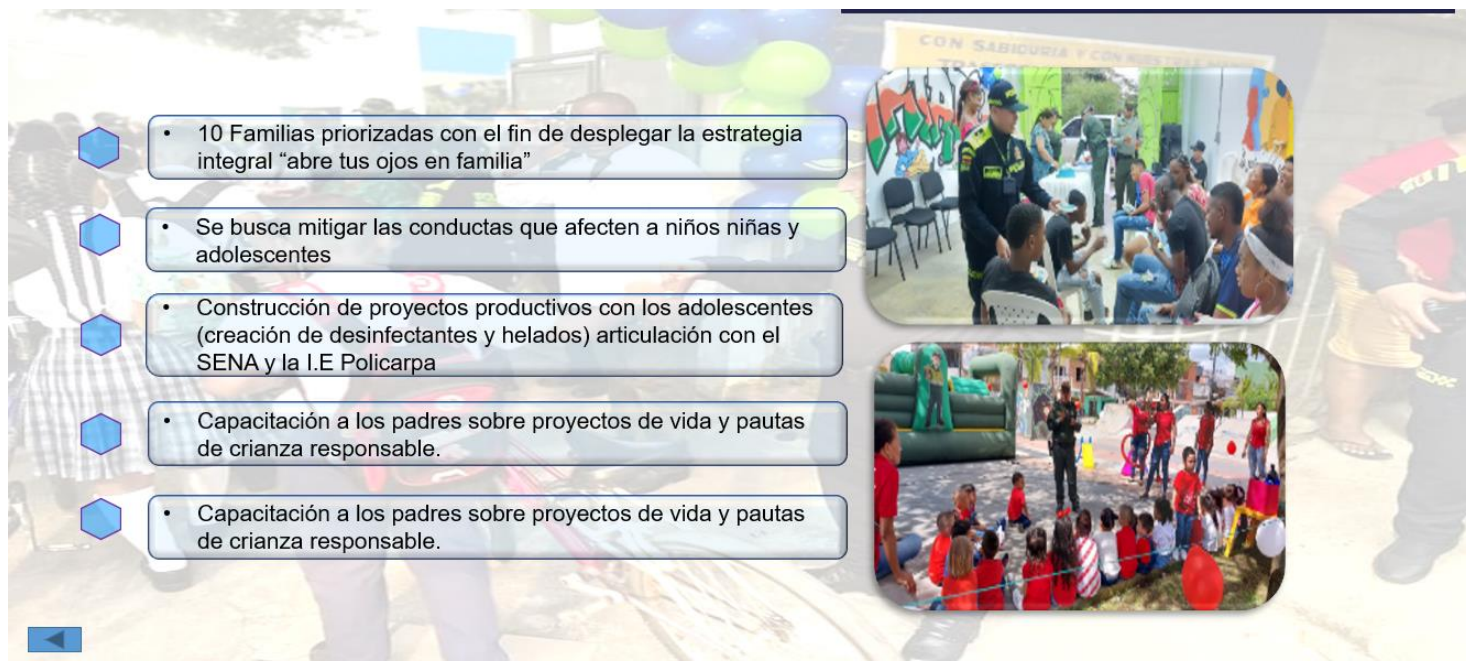 CON SABIDURIA Y CON
• 10 Familias priorizadas con el fin de desplegar la estrategia
integral “abre tus ojos en familia”
• Se busca mitigar las conductas que afecten a niños niñas y
adolescentes
• Construcción de proyectos productivos con los adolescentes
(creación de desinfectantes y helados) articulación con el
SENA y la I.E Policarpa
• Capacitación a los padres sobre proyectos de vida y pautas
de crianza responsable.
• Capacitación a los padres sobre proyectos de vida y pautas
de crianza responsable.